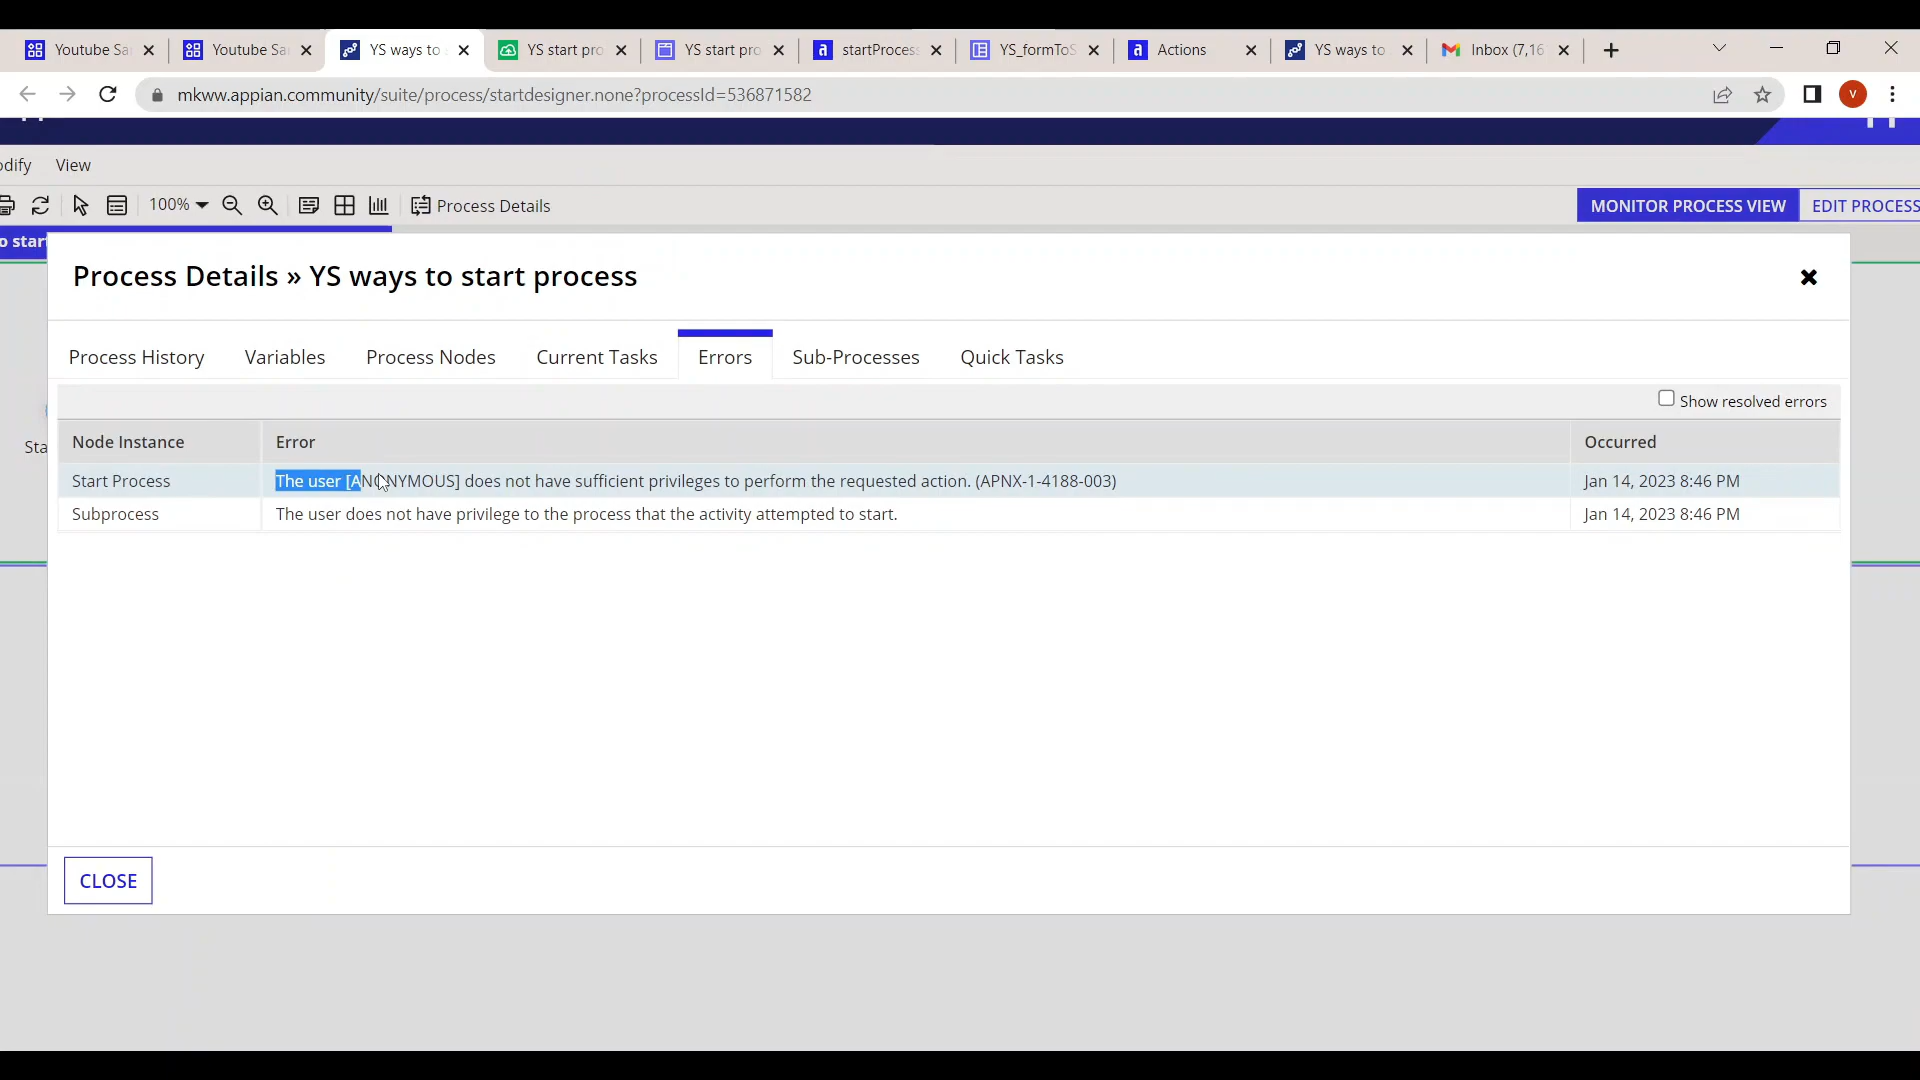 Youtube Sa
Youtube Sa
YS ways to
YS start pro
YS start pro
startProcess
YS_formToS
Actions
YS ways to
Inbox (7,16
mkww.appian.community/suite/process/startdesigner.none?processId=536871582
V
odify View
100%
Process Details
MONITOR PROCESS VIEW
EDIT PROCESS
o start
Process Details » YS ways to start process
Process History
Variables
Process Nodes
Current Tasks
Errors
Sub-Processes
Quick Tasks
Show resolved errors
Node Instance Error Occurred
Sta
Start Process The user [ANONYMOUS] does not have sufficient privileges to perform the requested action. (APNX-1-4188-003) Jan 14, 2023 8:46 PM
Subprocess The user does not have privilege to the process that the activity attempted to start. Jan 14, 2023 8:46 PM
CLOSE